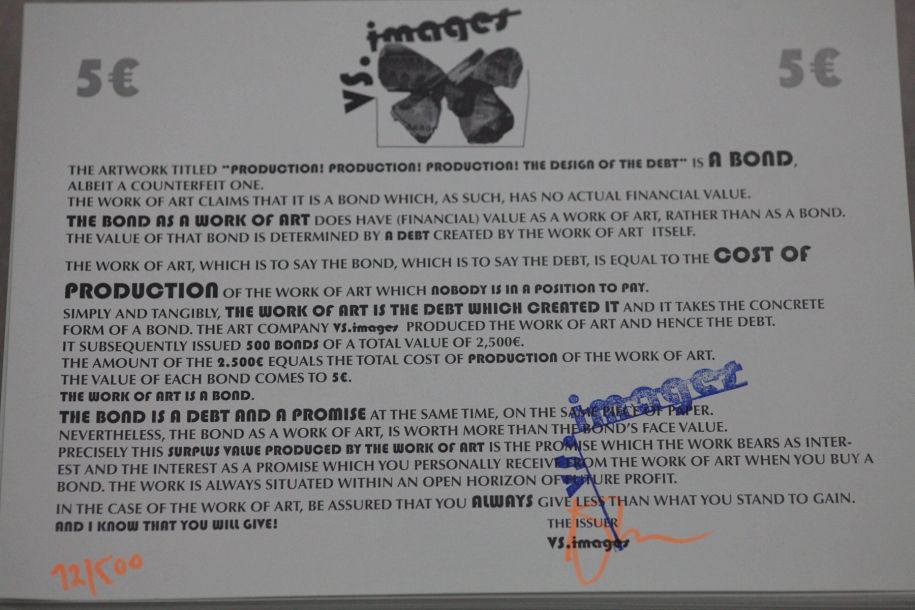 VS.images
5€ 5€
THE ARTWORK TITLED "PRODUCTION! PRODUCTION! PRODUCTION! THE DESIGN OF THE DEBT" IS A BOND,
ALBEIT A COUNTERFEIT ONE.
THE WORK OF ART CLAIMS THAT IT IS A BOND WHICH, AS SUCH, HAS NO ACTUAL FINANCIAL VALUE.
THE BOND AS A WORK OF ART DOES HAVE (FINANCIAL) VALUE AS A WORK OF ART, RATHER THAN AS A BOND.
THE VALUE OF THAT BOND IS DETERMINED BY A DEBT CREATED BY THE WORK OF ART ITSELF.
THE WORK OF ART, WHICH IS TO SAY THE BOND, WHICH IS TO SAY THE DEBT, IS EQUAL TO THE COST OF
PRODUCTION OF THE WORK OF ART WHICH NOBODY IS IN A POSITION TO PAY.
SIMPLY AND TANGIBLY, THE WORK OF ART IS THE DEBT WHICH CREATED IT AND IT TAKES THE CONCRETE
FORM OF A BOND. THE ART COMPANY VS.images PRODUCED THE WORK OF ART AND HENCE THE DEBT.
IT SUBSEQUENTLY ISSUED 500 BONDS OF A TOTAL VALUE OF 2,500€.
THE AMOUNT OF THE 2.500€ EQUALS THE TOTAL COST OF PRODUCTION OF THE WORK OF ART.
THE VALUE OF EACH BOND COMES TO 5€.
THE WORK OF ART IS A BOND.
THE BOND IS A DEBT AND A PROMISE AT THE SAME TIME, ON THE SAME PIECE OF PAPER.
NEVERTHELESS, THE BOND AS A WORK OF ART, IS WORTH MORE THAN THE BOND'S FACE VALUE.
PRECISELY THIS SURPLUS VALUE PRODUCED BY THE WORK OF ART IS THE PROMISE WHICH THE WORK BEARS AS INTER-
EST AND THE INTEREST AS A PROMISE WHICH YOU PERSONALLY RECEIVE FROM THE WORK OF ART WHEN YOU BUY A
BOND. THE WORK IS ALWAYS SITUATED WITHIN AN OPEN HORIZON OF FUTURE PROFIT.
IN THE CASE OF THE WORK OF ART, BE ASSURED THAT YOU ALWAYS GIVE LESS THAN WHAT YOU STAND TO GAIN.
AND I KNOW THAT YOU WILL GIVE!
THE ISSUER
VS.images
VS.images
12/500